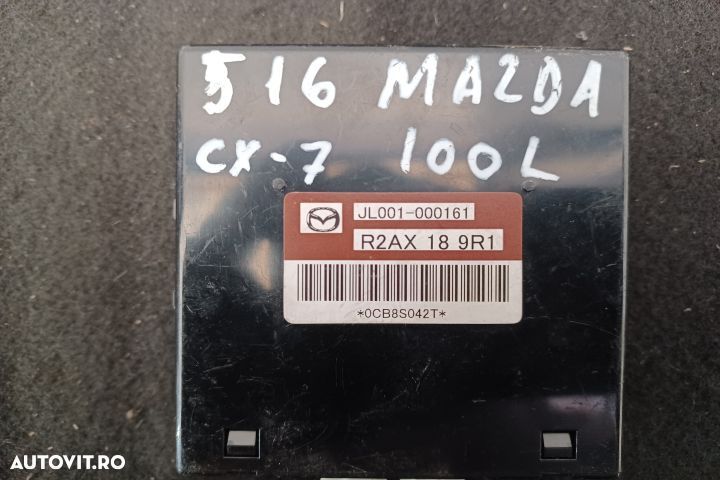 516 MAZDA
CX-7 100L
JL001-000161
R2AX 18 9R1
*0CB8S042T*
AUTOVIT.RO